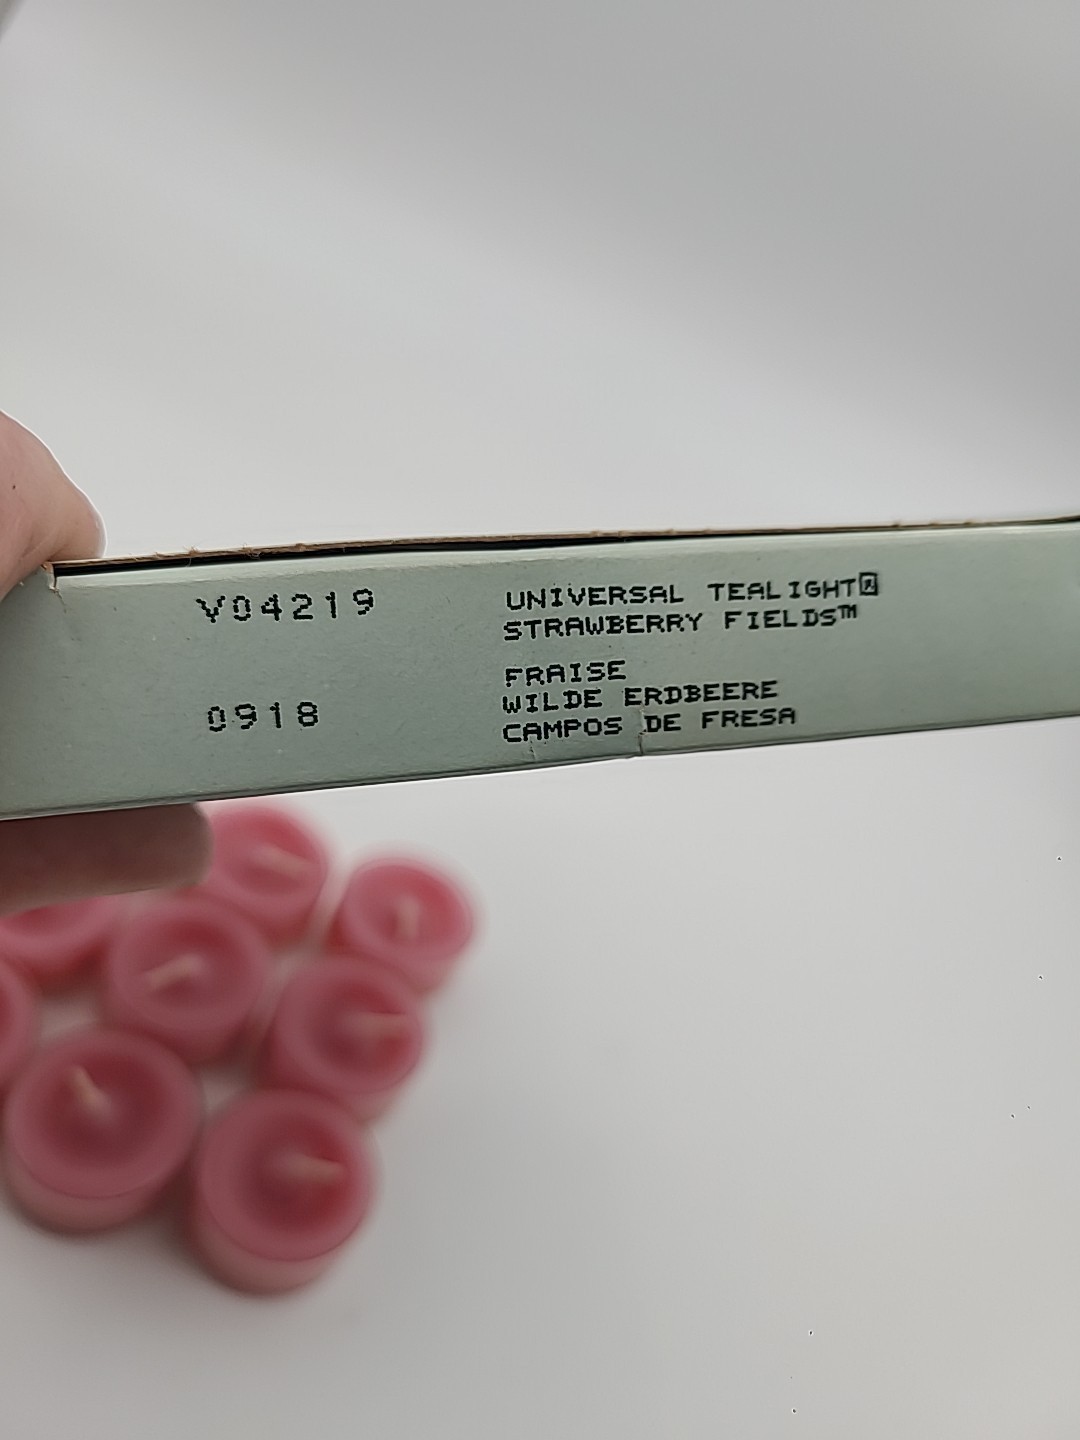 V04219
UNIVERSAL TEALIGHT®
STRAWBERRY FIELDS™
FRAISE
WILDE ERDBEERE
CAMPOS DE FRESA
0918